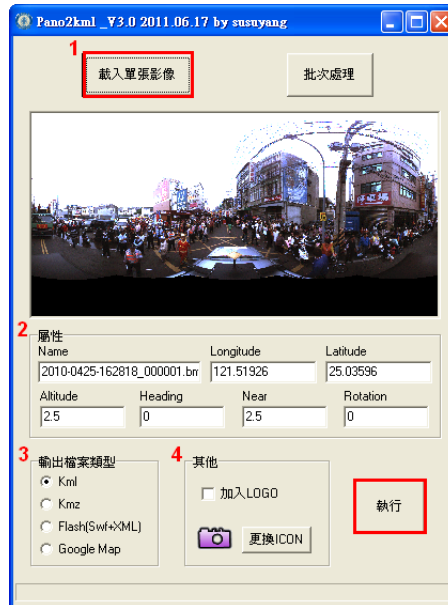 Pano2kml _V3.0 2011.06.17 by susuyang
1
載入單張影像
批次處理
2
屬性
Name
Longitude
Latitude
2010-0425-162818_000001.bm
121.51926
25.03596
Altitude
Heading
Near
Rotation
2.5
0
2.5
0
3
輸出檔案類型
Kml
Kmz
Flash(Swf+XML)
Google Map
4
其他
加入LOGO
更換ICON
執行